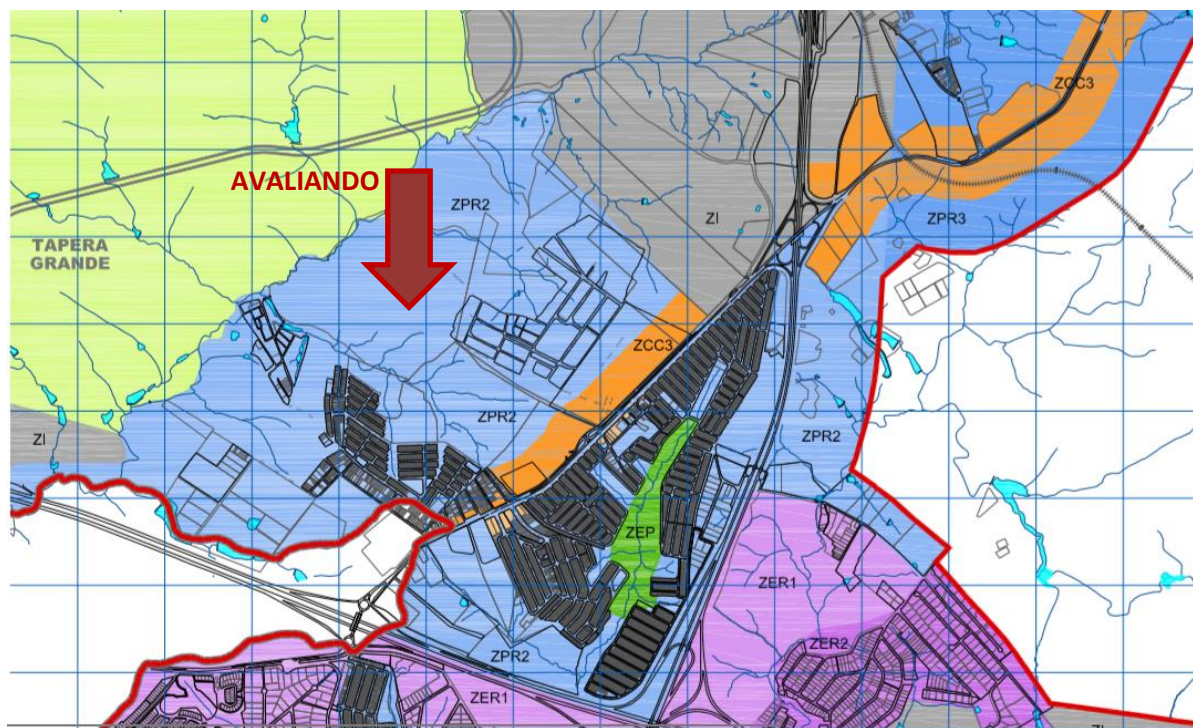 ZCC3
AVALIANDO
ZPR2
ZI
ZPR3
TAPERA
GRANDE
ZCC3
ZPR2
ZI
ZPR2
ZEP
ZER1
ZER2
ZPR2
ZER1